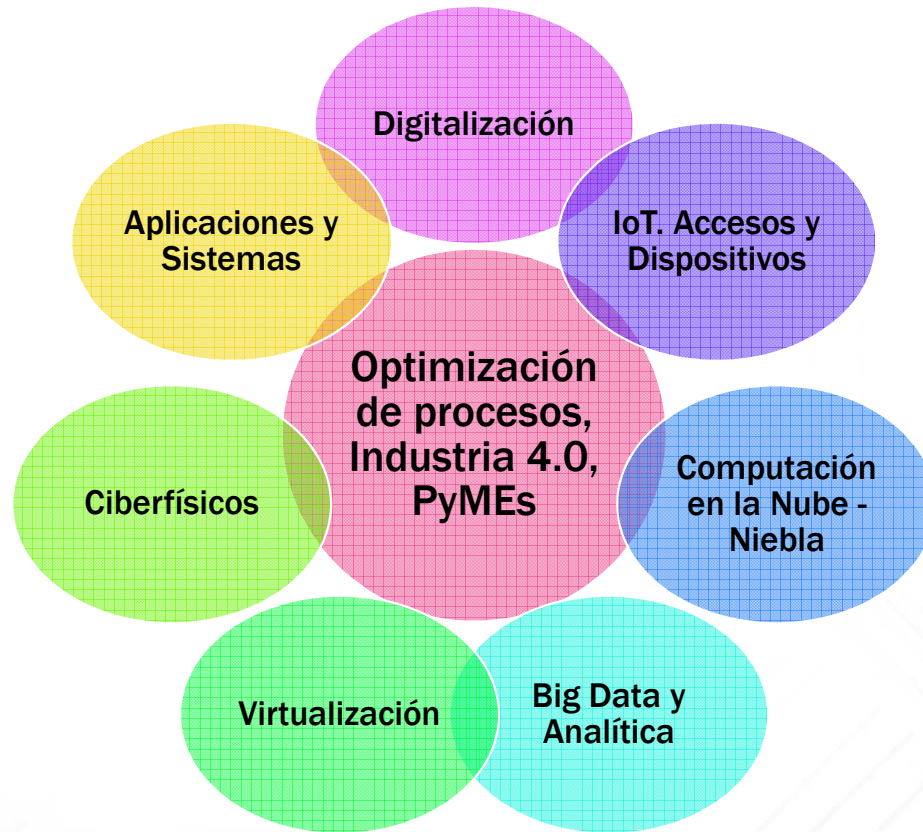 Digitalización
Aplicaciones y
Sistemas
IoT. Accesos y
Dispositivos
Optimización
de procesos,
Industria 4.0,
PyMEs
Ciberfísicos
Computación
en la Nube -
Niebla
Virtualización
Big Data y
Analítica